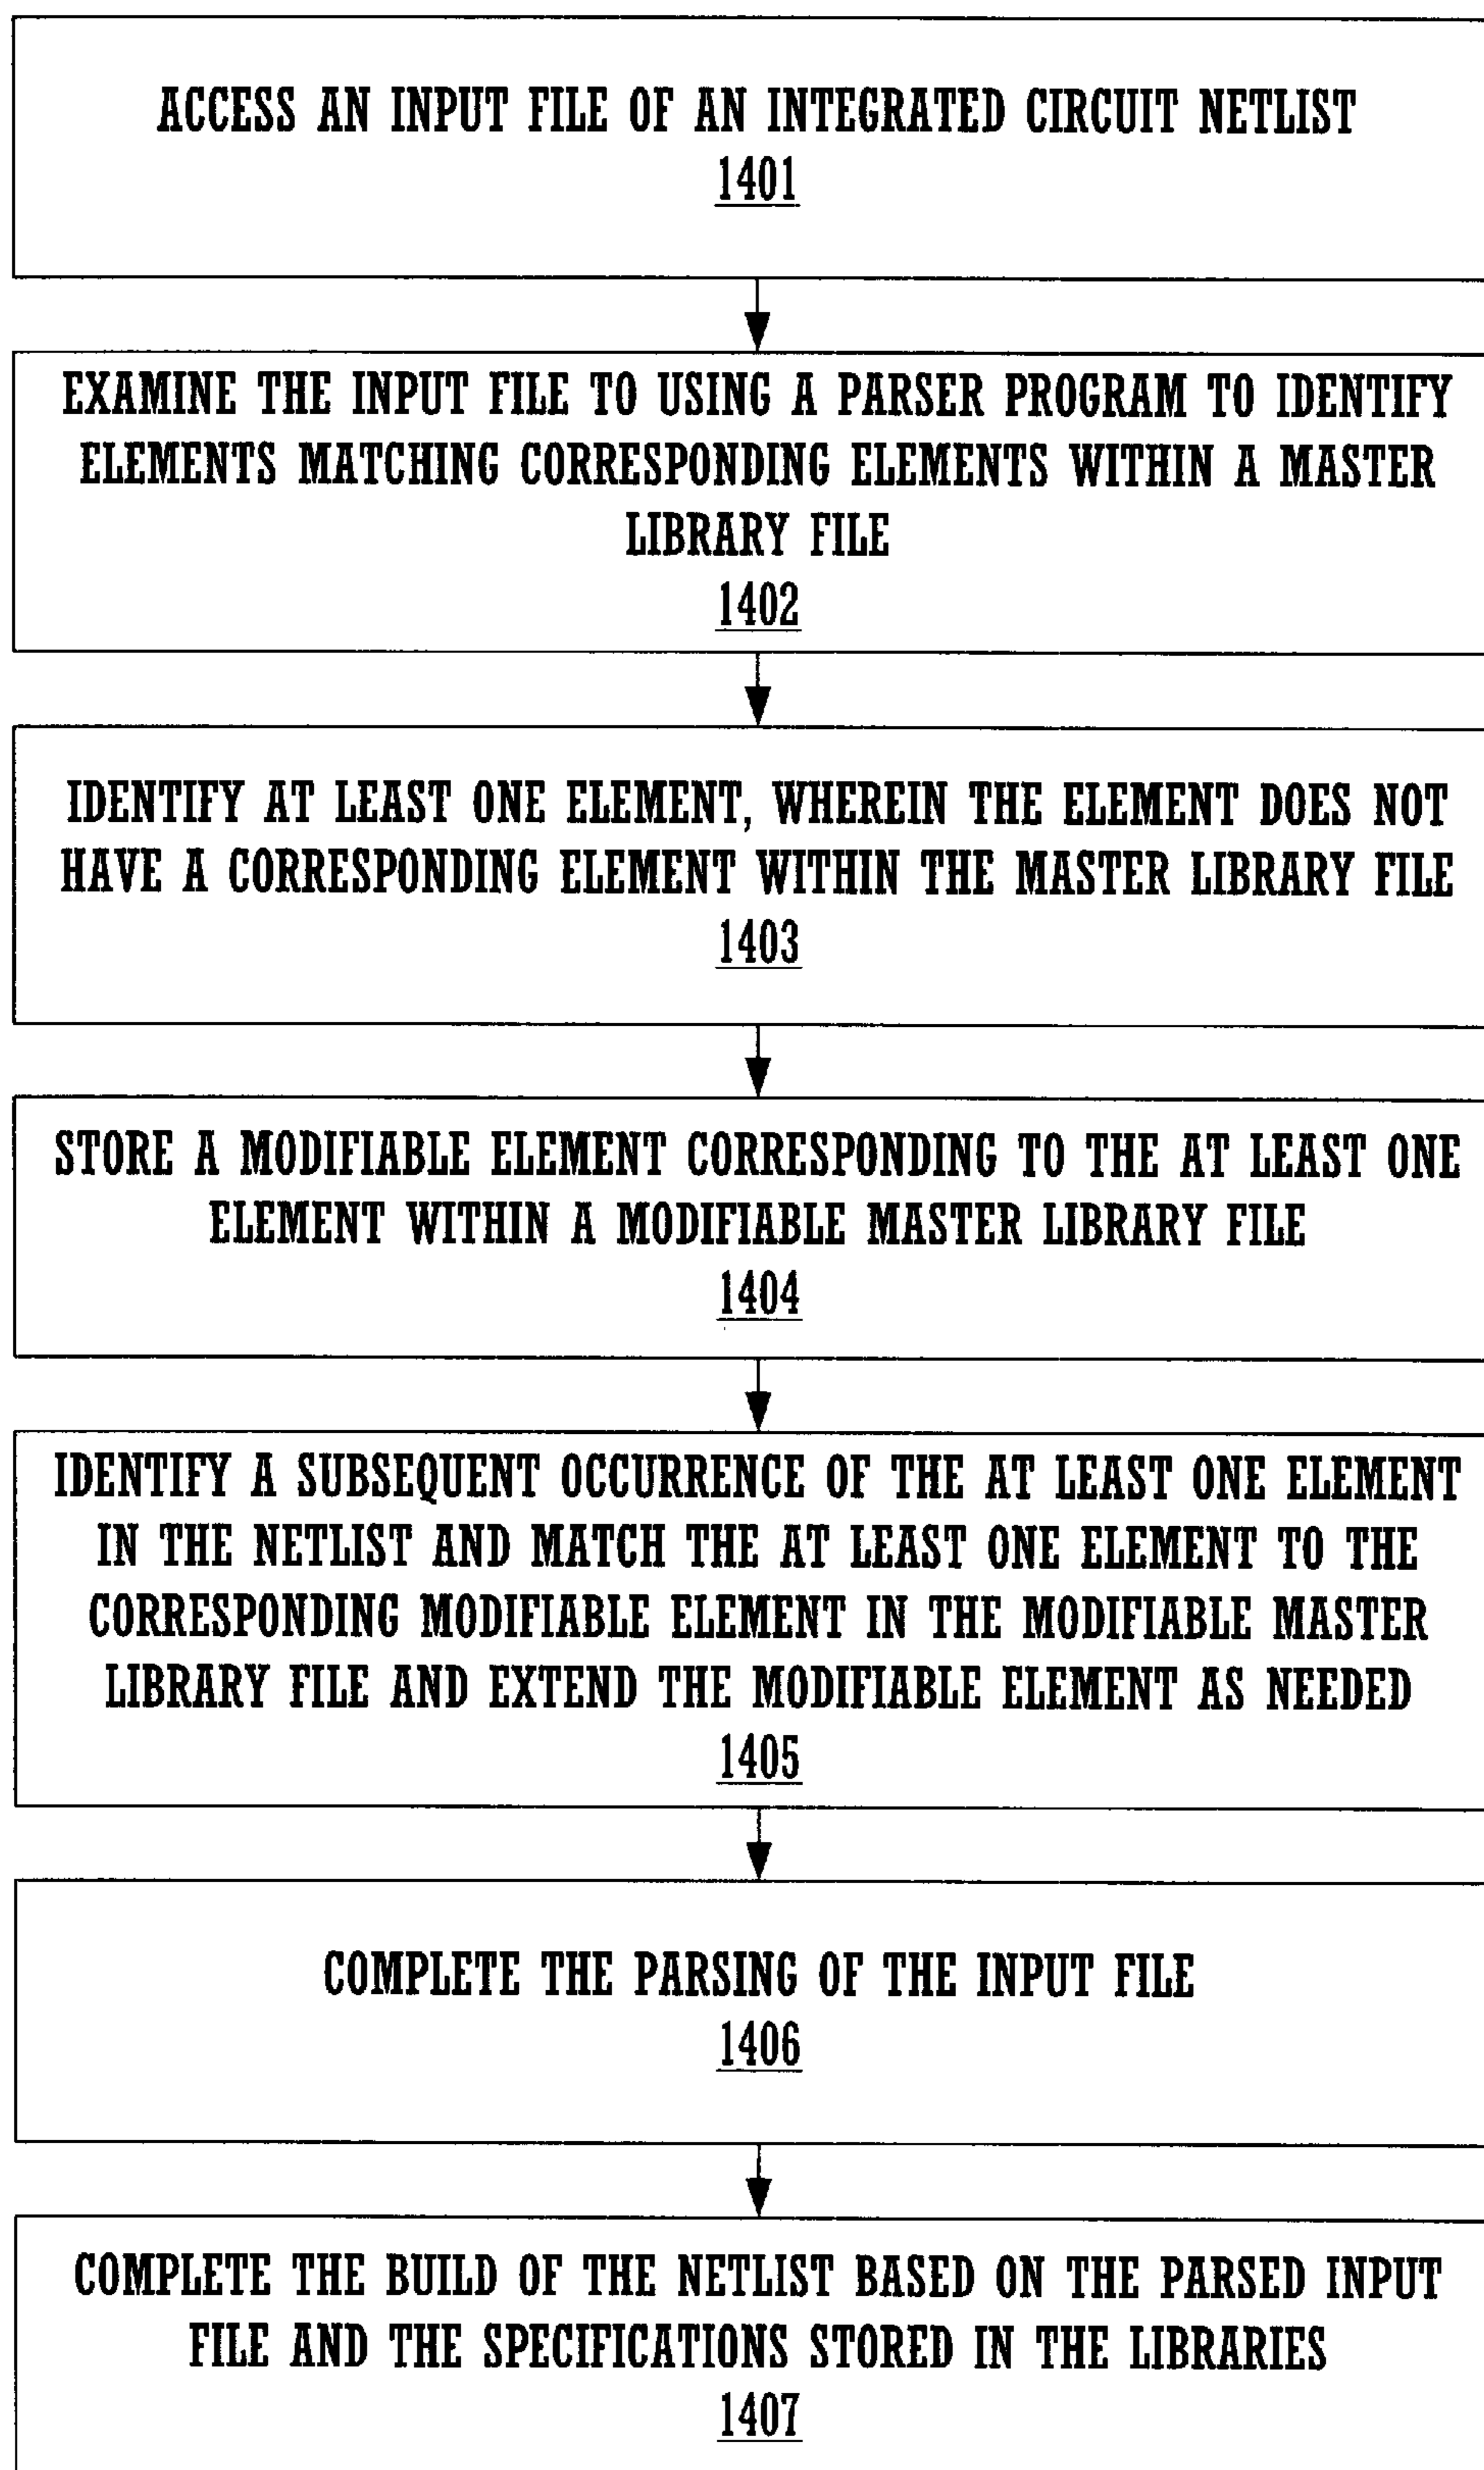 ACCESS AN INPUT FILE OF AN INTEGRATED CIRCUIT NETLIST
1401
EXAMINE THE INPUT FILE TO USING A PARSER PROGRAM TO IDENTIFY
ELEMENTS MATCHING CORRESPONDING ELEMENTS WITHIN A MASTER
LIBRARY FILE
1402
IDENTIFY AT LEAST ONE ELEMENT, WHEREIN THE ELEMENT DOES NOT
HAVE A CORRESPONDING ELEMENT WITHIN THE MASTER LIBRARY FILE
1403
STORE A MODIFIABLE ELEMENT CORRESPONDING TO THE AT LEAST ONE
ELEMENT WITHIN A MODIFIABLE MASTER LIBRARY FILE
1404
IDENTIFY A SUBSEQUENT OCCURRENCE OF THE AT LEAST ONE ELEMENT
IN THE NETLIST AND MATCH THE AT LEAST ONE ELEMENT TO THE
CORRESPONDING MODIFIABLE ELEMENT IN THE MODIFIABLE MASTER
LIBRARY FILE AND EXTEND THE MODIFIABLE ELEMENT AS NEEDED
1405
COMPLETE THE PARSING OF THE INPUT FILE
1406
COMPLETE THE BUILD OF THE NETLIST BASED ON THE PARSED INPUT
FILE AND THE SPECIFICATIONS STORED IN THE LIBRARIES
1407